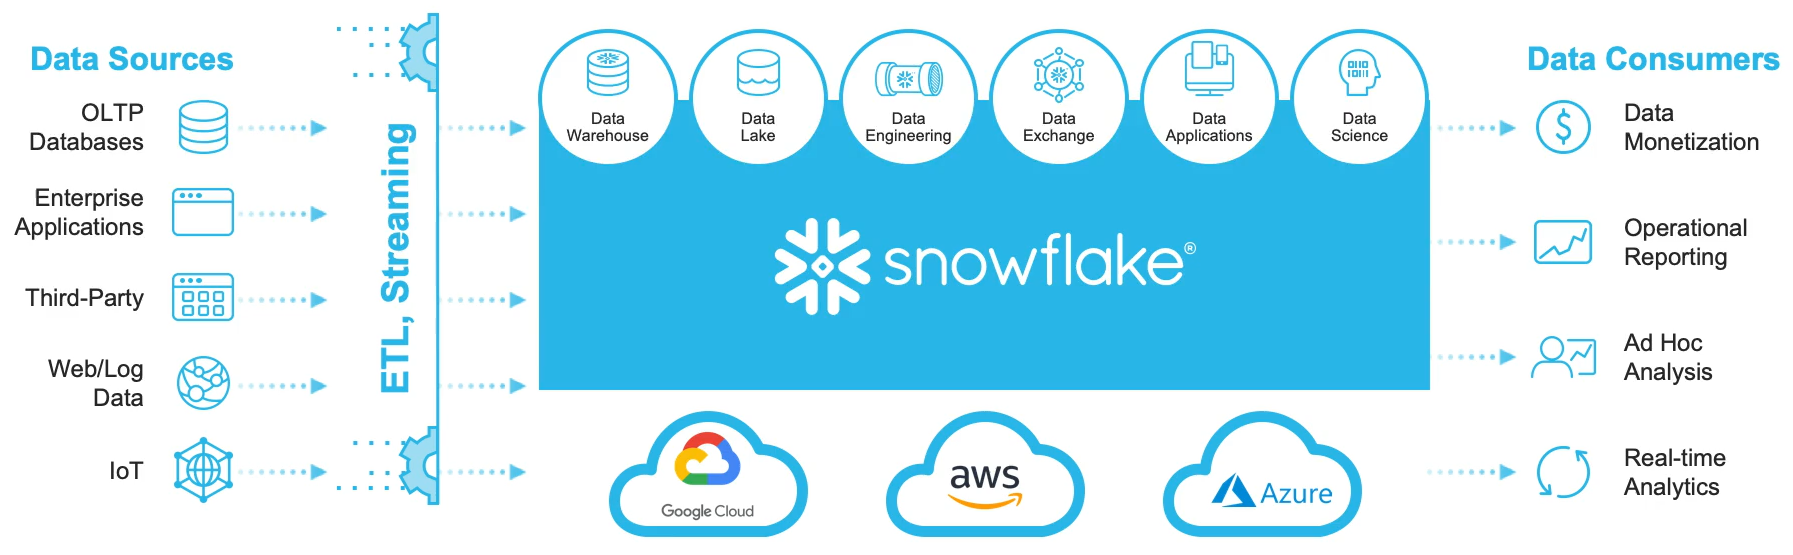 Data Sources
OLTP
Databases
Enterprise
Applications
Third-Party
Web/Log
Data
IoT
ETL, Streaming
Data
Warehouse
Data
Lake
Data
Engineering
Data
Exchange
Data
Applications
Data
Science
snowflake®
Google Cloud
aws
Azure
Data Consumers
$
Data
Monetization
Operational
Reporting
Ad Hoc
Analysis
Real-time
Analytics